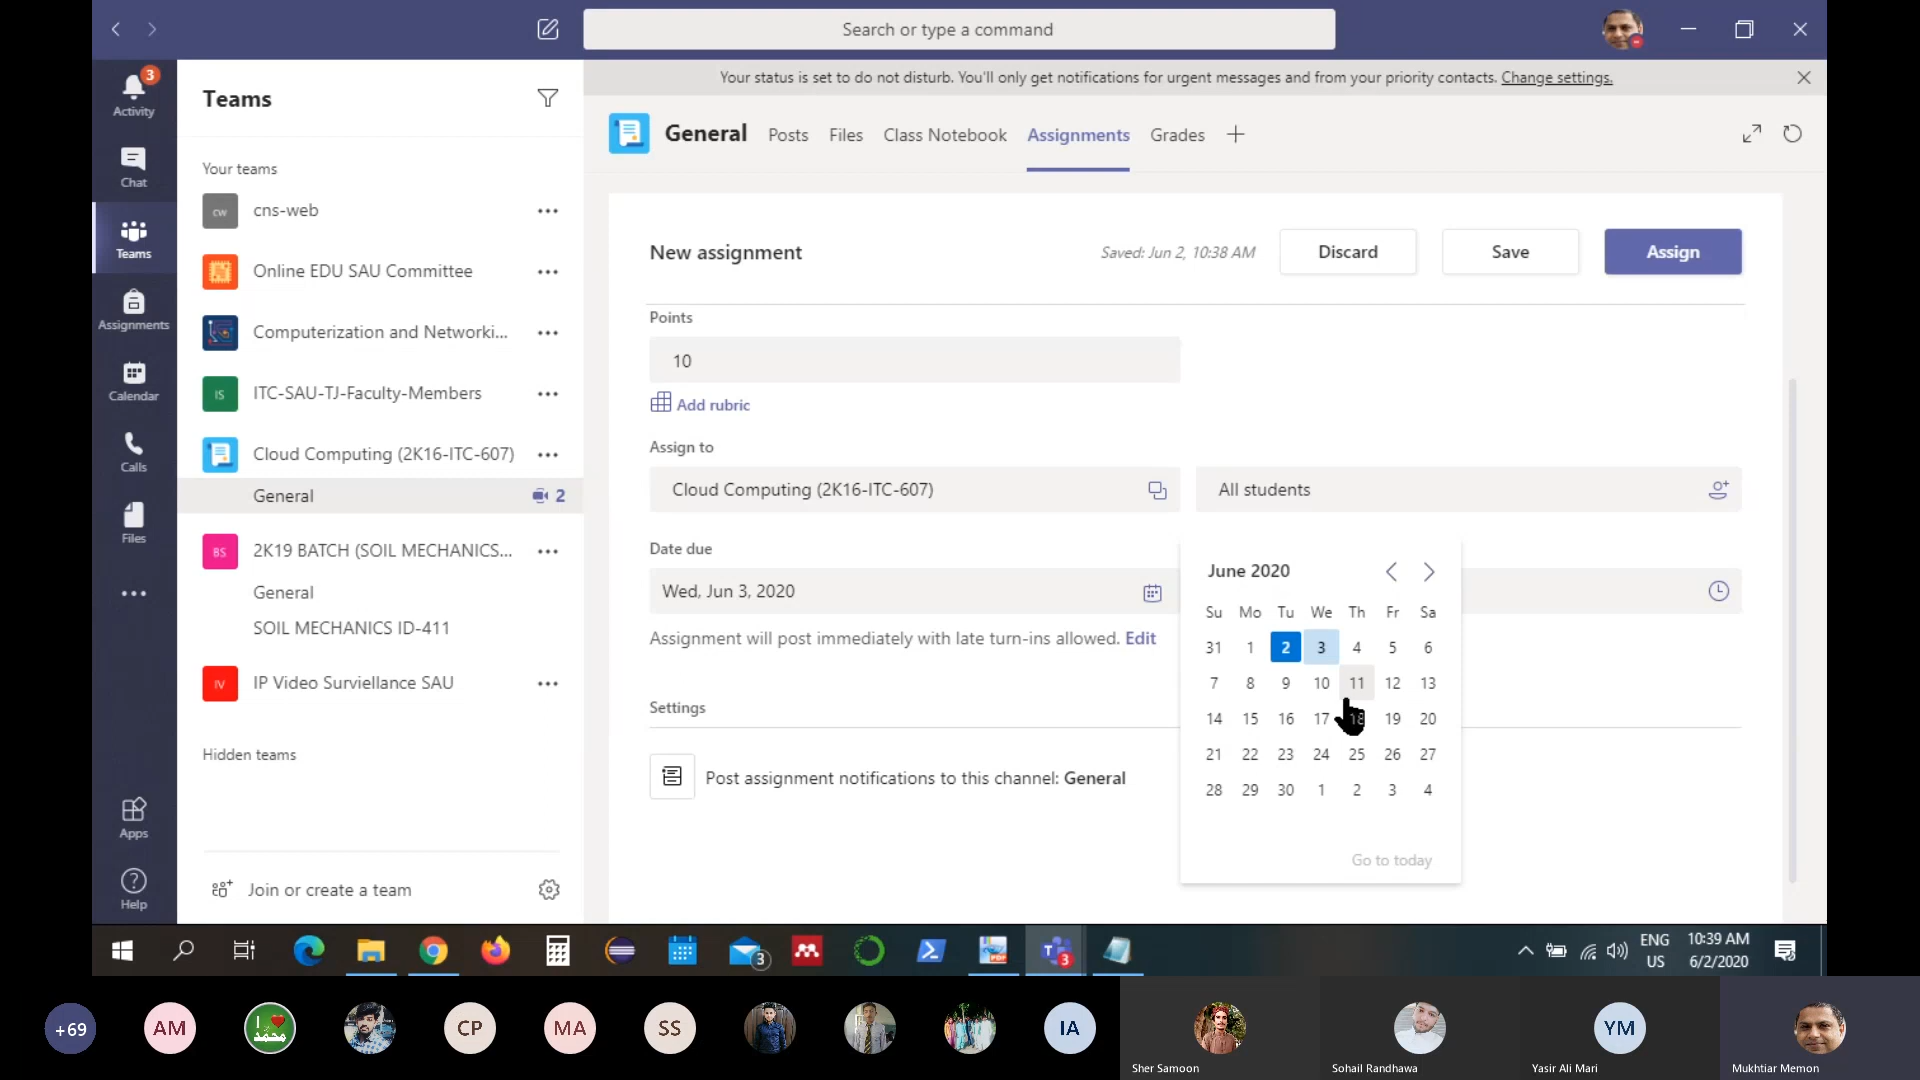 Search or type a command
Your status is set to do not disturb. You'll only get notifications for urgent messages and from your priority contacts. Change settings.
3
Activity
Chat
Teams
Assignments
Calendar
Calls
Files
Apps
Help
Teams
Your teams
cw cns-web
Online EDU SAU Committee
Computerization and Networki...
IS ITC-SAU-TJ-Faculty-Members
Cloud Computing (2K16-ITC-607)
General 2
BS 2K19 BATCH (SOIL MECHANICS...
General
SOIL MECHANICS ID-411
IV IP Video Surviellance SAU
Hidden teams
Join or create a team
General Posts Files Class Notebook Assignments Grades
New assignment Saved: Jun 2, 10:38 AM Discard Save Assign
Points
10
Add rubric
Assign to
Cloud Computing (2K16-ITC-607) All students
Date due
Wed, Jun 3, 2020
Assignment will post immediately with late turn-ins allowed. Edit
Settings
Post assignment notifications to this channel: General
June 2020
Su Mo Tu We Th Fr Sa
31 1 2 3 4 5 6
7 8 9 10 11 12 13
14 15 16 17 18 19 20
21 22 23 24 25 26 27
28 29 30 1 2 3 4
Go to today
3
PDF
3
ENG
US
10:39 AM
6/2/2020
+69 AM CP MA SS IA YM
Sher Samoon Sohail Randhawa Yasir Ali Mari Mukhtiar Memon